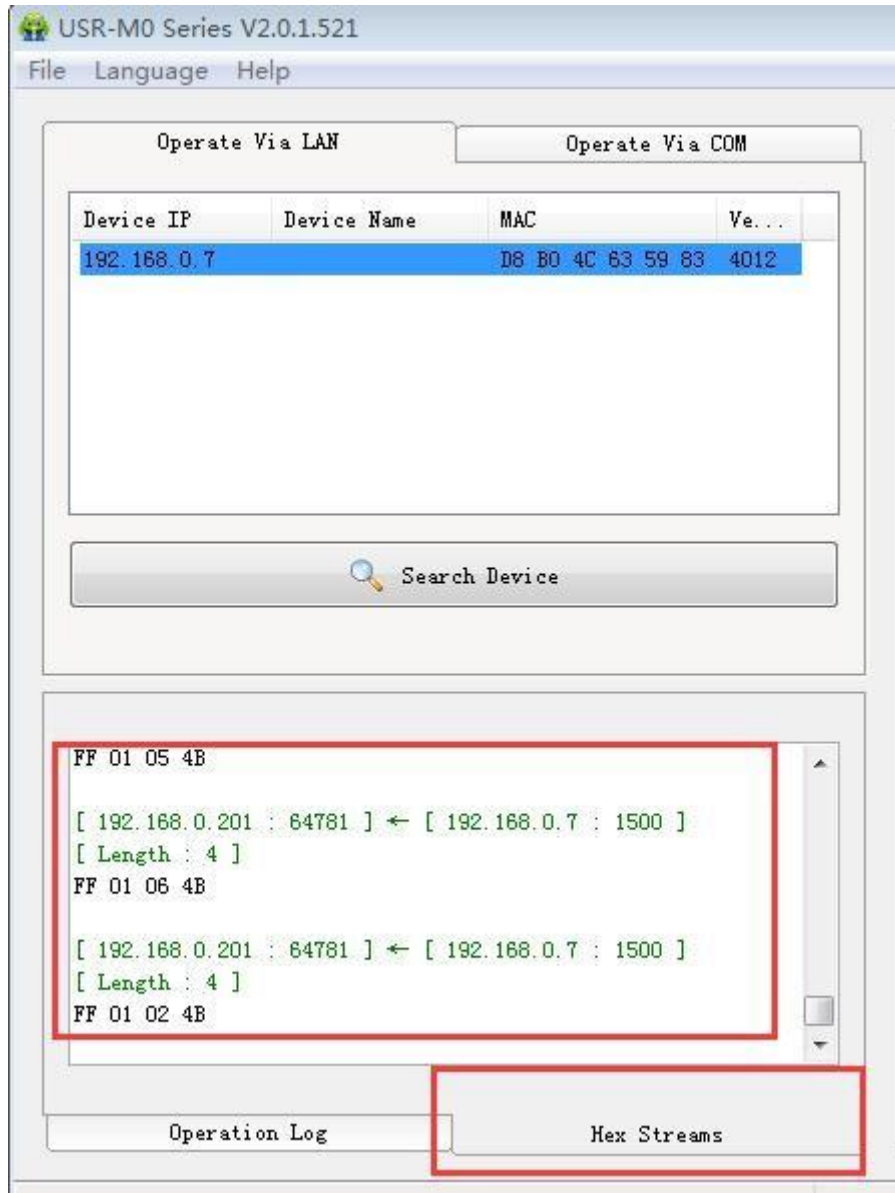 USR-M0 Series V2.0.1.521
File Language Help
Operate Via LAN Operate Via COM
Device IP Device Name MAC Ve...
192.168.0.7 D8 B0 4C 63 59 83 4012
Search Device
FF 01 05 4B
[ 192.168.0.201 : 64781 ] ← [ 192.168.0.7 : 1500 ]
[ Length : 4 ]
FF 01 06 4B
[ 192.168.0.201 : 64781 ] ← [ 192.168.0.7 : 1500 ]
[ Length : 4 ]
FF 01 02 4B
Operation Log Hex Streams